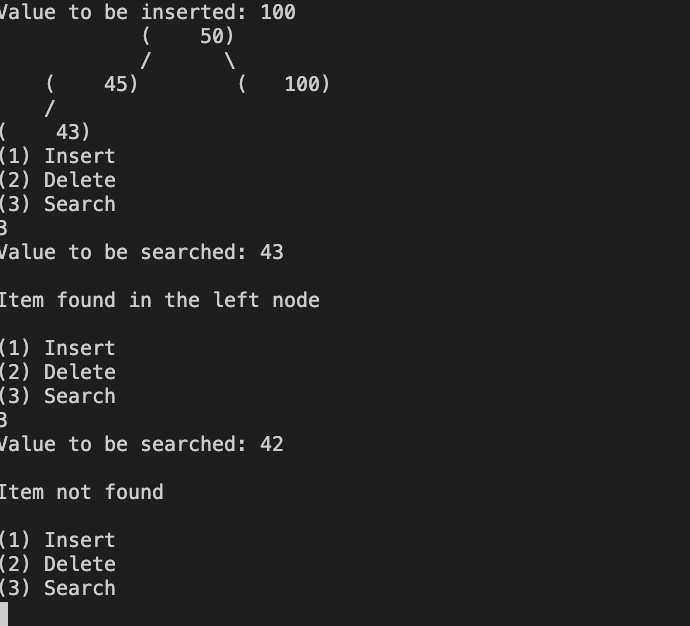 Value to be inserted: 100
(    50)
/      \
(    45)        (   100)
/
(    43)
(1) Insert
(2) Delete
(3) Search
3
Value to be searched: 43
Item found in the left node
(1) Insert
(2) Delete
(3) Search
3
Value to be searched: 42
Item not found
(1) Insert
(2) Delete
(3) Search